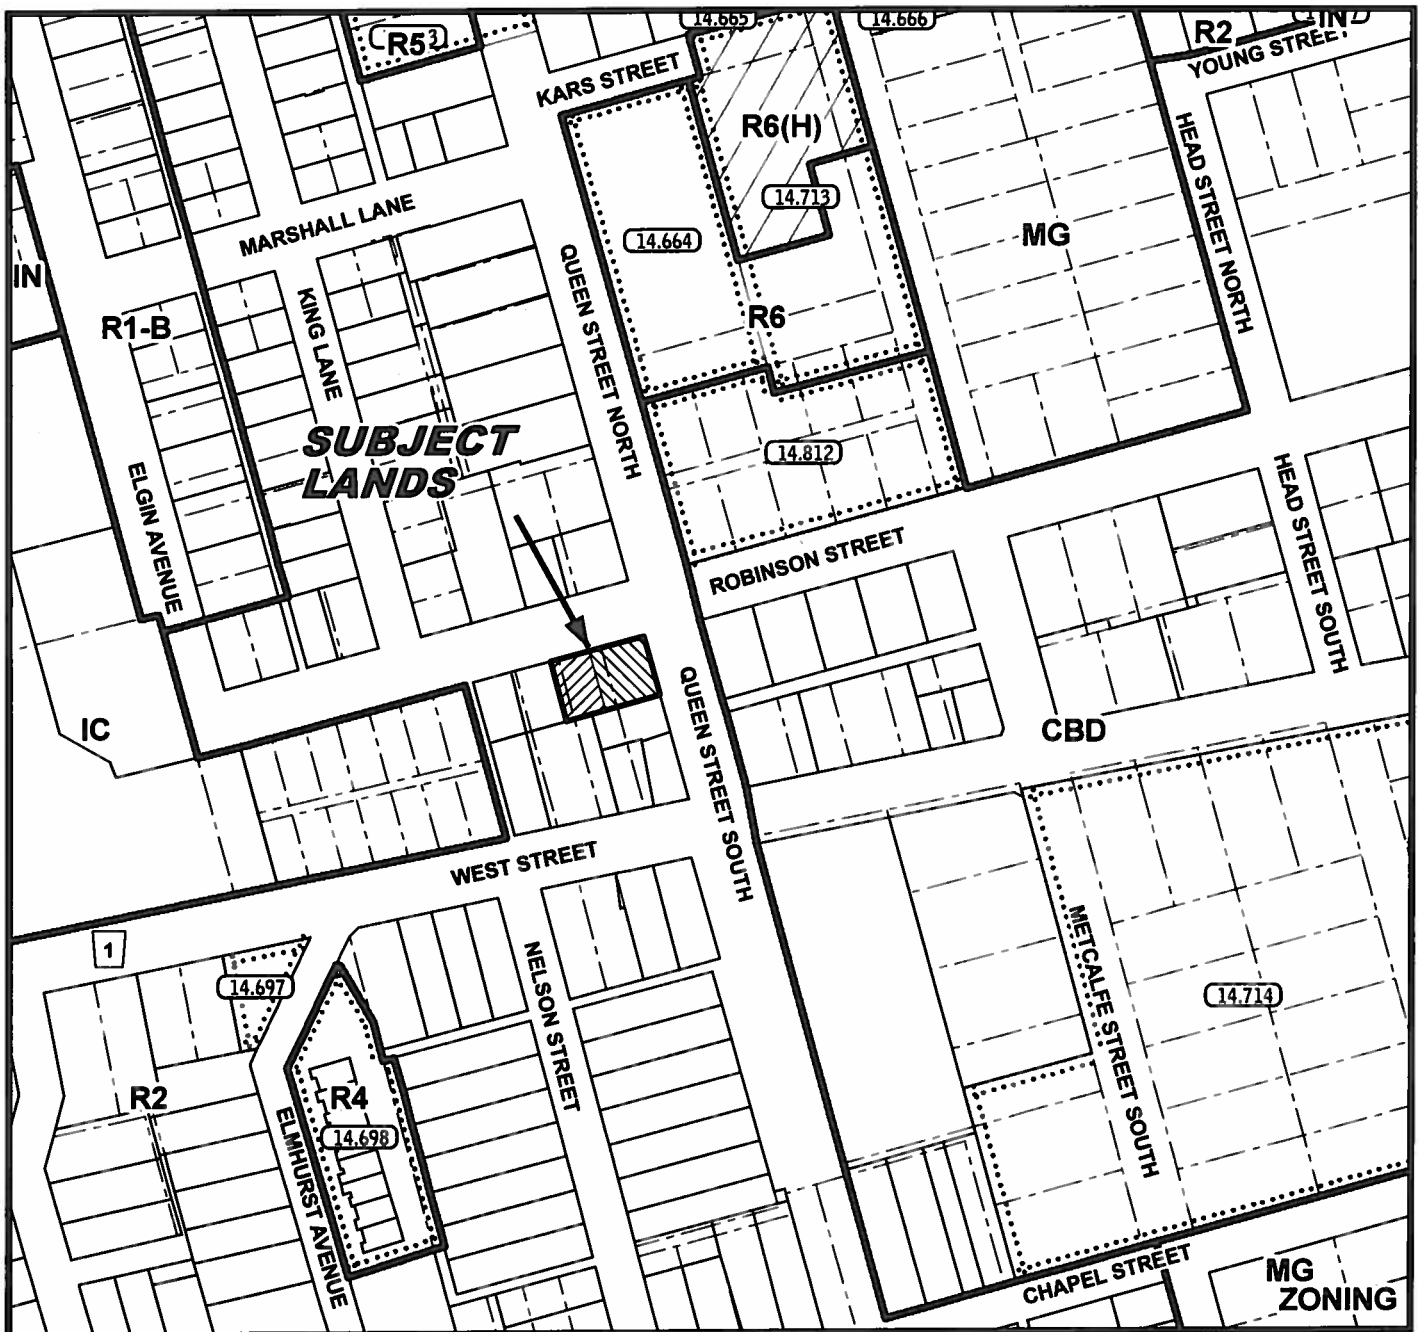 14.665
14.666
R5
R2
IN
YOUNG STREET
KARS STREET
R6(H)
HEAD STREET NORTH
14.713
MARSHALL LANE
14.664
MG
IN
QUEEN STREET NORTH
KING LANE
R1-B
R6
SUBJECT
LANDS
14.812
ELGIN AVENUE
HEAD STREET SOUTH
ROBINSON STREET
QUEEN STREET SOUTH
IC
CBD
WEST STREET
1
14.697
NELSON STREET
METCALFE STREET SOUTH
14.714
R2
R4
14.698
ELMHURST AVENUE
CHAPEL STREET
MG
ZONING